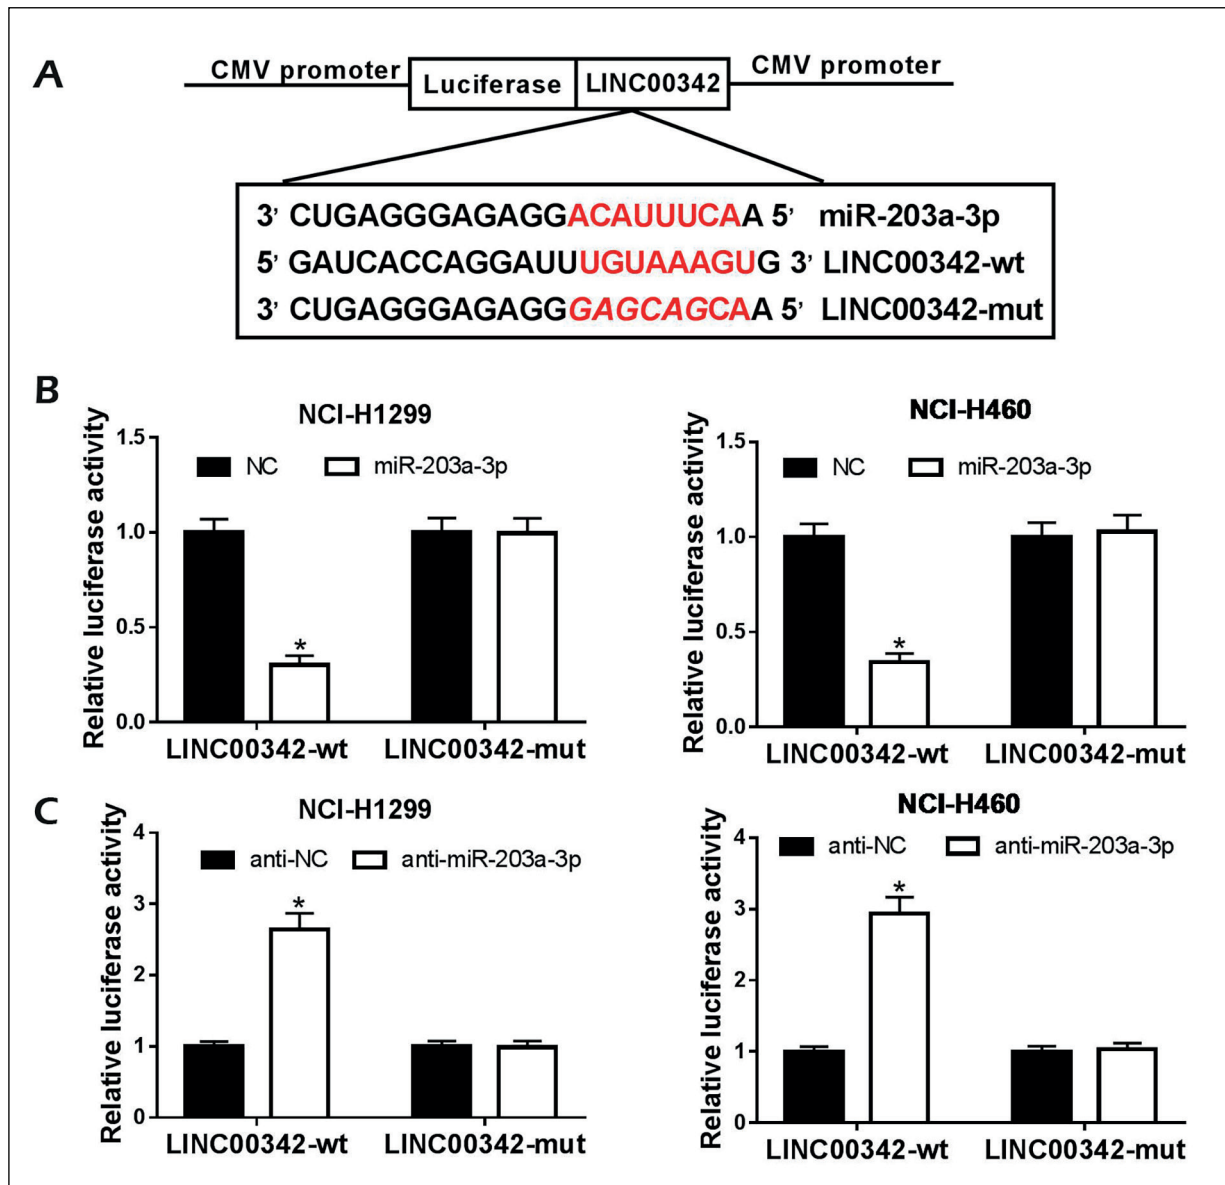 A
CMV promoter
Luciferase
LINC00342
CMV promoter
3’ CUGAGGGAGAGGACAUUUCAA 5’ miR-203a-3p
5’ GAUCACCAGGAUUUGUAAAGUG 3’ LINC00342-wt
3’ CUGAGGGAGAGGGAGCAGCAA 5’ LINC00342-mut
B
NCI-H1299
Relative luciferase activity
1.5
1.0
0.5
0.0
NC
miR-203a-3p
*
LINC00342-wt
LINC00342-mut
NCI-H460
Relative luciferase activity
1.5
1.0
0.5
0.0
NC
miR-203a-3p
*
LINC00342-wt
LINC00342-mut
C
NCI-H1299
Relative luciferase activity
4
3
2
1
0
anti-NC
anti-miR-203a-3p
*
LINC00342-wt
LINC00342-mut
NCI-H460
Relative luciferase activity
4
3
2
1
0
anti-NC
anti-miR-203a-3p
*
LINC00342-wt
LINC00342-mut